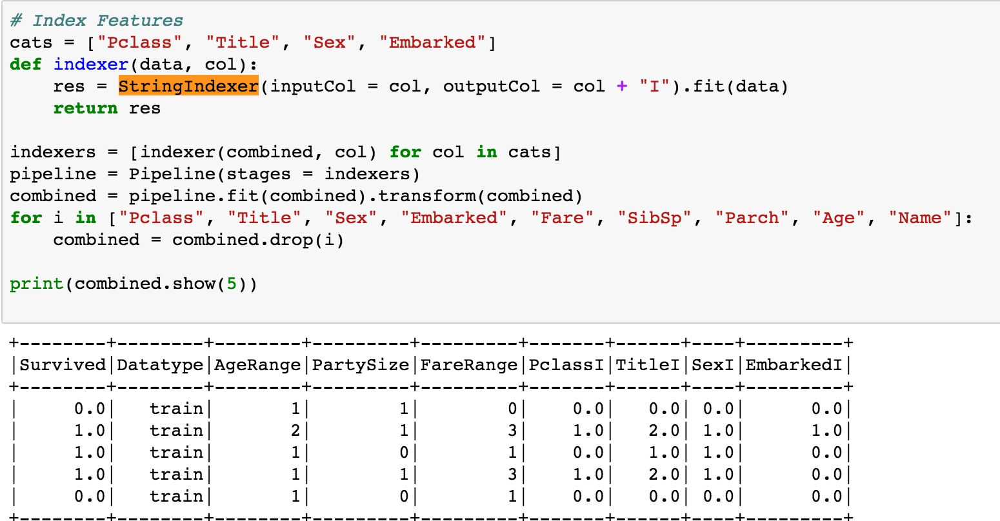 # Index Features
cats = ["Pclass", "Title", "Sex", "Embarked"]
def indexer(data, col):
    res = StringIndexer(inputCol = col, outputCol = col + "I").fit(data)
    return res

indexers = [indexer(combined, col) for col in cats]
pipeline = Pipeline(stages = indexers)
combined = pipeline.fit(combined).transform(combined)
for i in ["Pclass", "Title", "Sex", "Embarked", "Fare", "SibSp", "Parch", "Age", "Name"]:
    combined = combined.drop(i)

print(combined.show(5))

+--------+--------+--------+---------+---------+-------+------+----+---------+
|Survived|Datatype|AgeRange|PartySize|FareRange|PclassI|TitleI|SexI|EmbarkedI|
+--------+--------+--------+---------+---------+-------+------+----+---------+
|     0.0|   train|       1|        1|        0|    0.0|   0.0| 0.0|      0.0|
|     1.0|   train|       2|        1|        3|    1.0|   2.0| 1.0|      1.0|
|     1.0|   train|       1|        0|        1|    0.0|   1.0| 1.0|      0.0|
|     1.0|   train|       1|        1|        3|    1.0|   2.0| 1.0|      0.0|
|     0.0|   train|       1|        0|        1|    0.0|   0.0| 0.0|      0.0|
+--------+--------+--------+---------+---------+-------+------+----+---------+